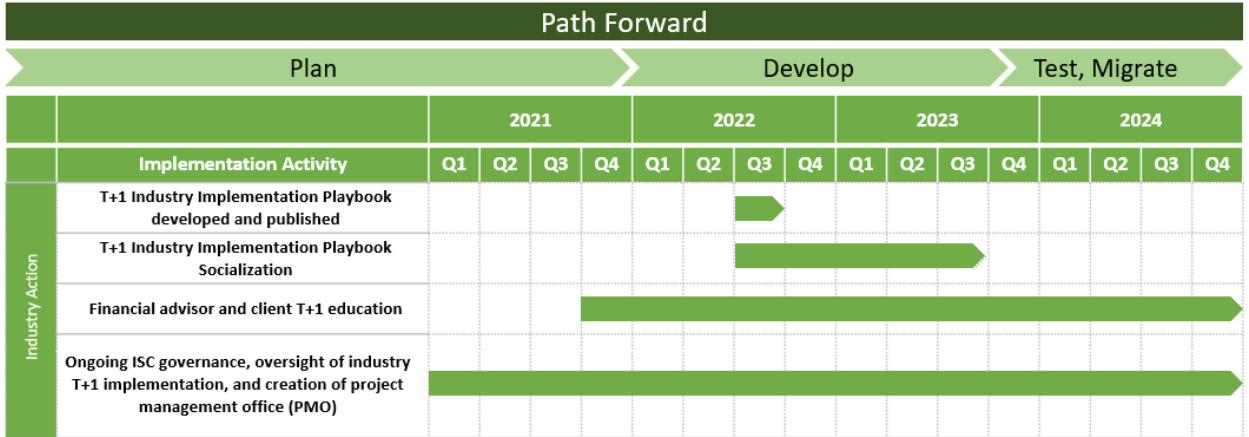 Path Forward
Plan
Develop
Test, Migrate
2021
2022
2023
2024
Implementation Activity
Q1 Q2 Q3 Q4 Q1 Q2 Q3 Q4 Q1 Q2 Q3 Q4 Q1 Q2 Q3 Q4
Industry Action
T+1 Industry Implementation Playbook
developed and published
T+1 Industry Implementation Playbook
Socialization
Financial advisor and client T+1 education
Ongoing ISC governance, oversight of industry
T+1 implementation, and creation of project
management office (PMO)